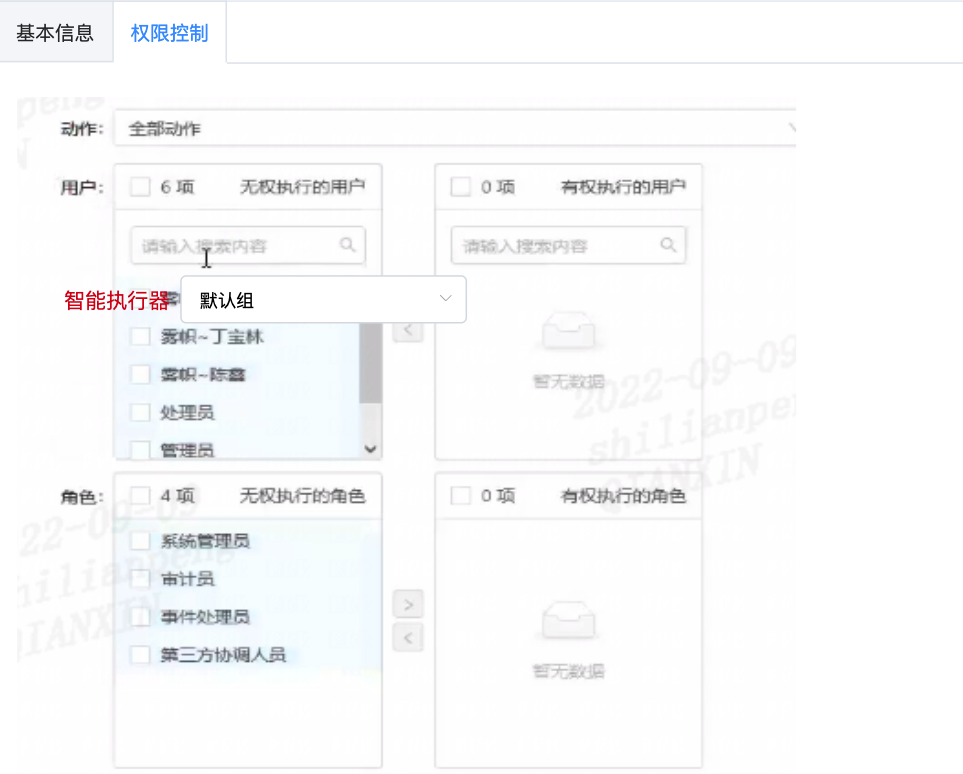 基本信息
权限控制
动作:
全部动作
用户:
6 项
无权执行的用户
0 项
有权执行的用户
请输入搜索内容
请输入搜索内容
智能执行器
默认组
雾帜~丁宝林
雾帜~陈鑫
处理员
管理员
<
暂无数据
角色:
4 项
无权执行的角色
0 项
有权执行的角色
系统管理员
审计员
事件处理员
第三方协调人员
>
<
暂无数据
2022-09-09
shilianpen
QIANXIN
22-09-09
shilianpeng
QIANXIN